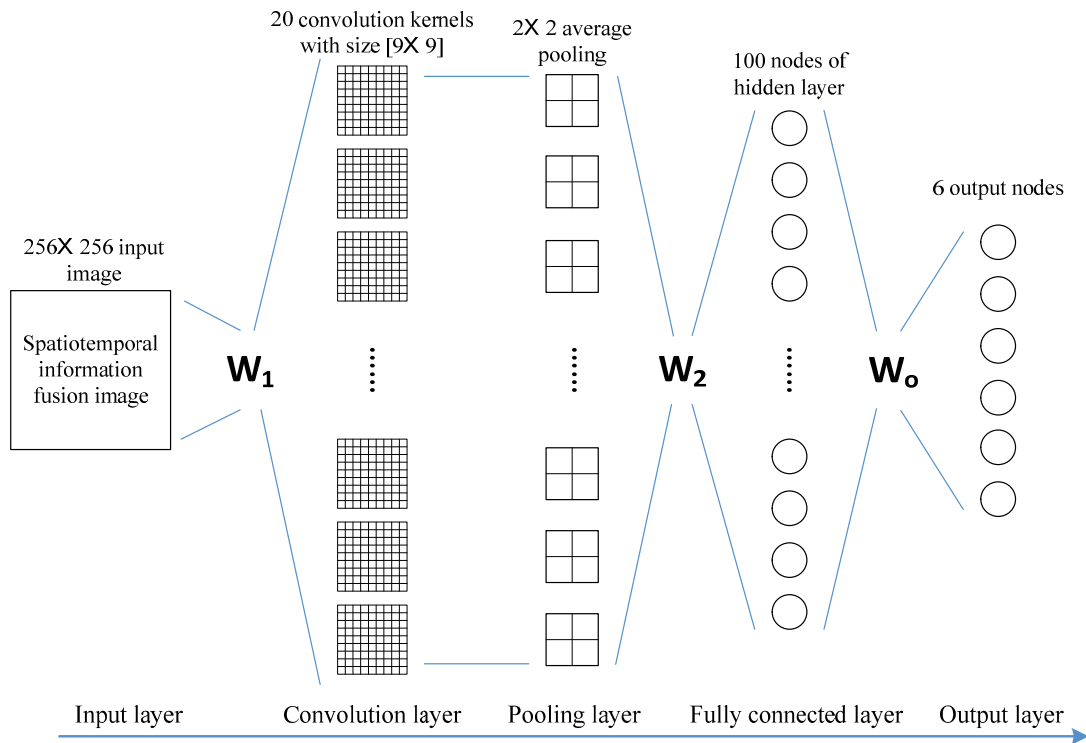 20 convolution kernels
with size [9X 9]
2X 2 average
pooling
100 nodes of
hidden layer
6 output nodes
256X 256 input
image
Spatiotemporal
information
fusion image
W1
W2
Wo
Input layer
Convolution layer
Pooling layer
Fully connected layer
Output layer